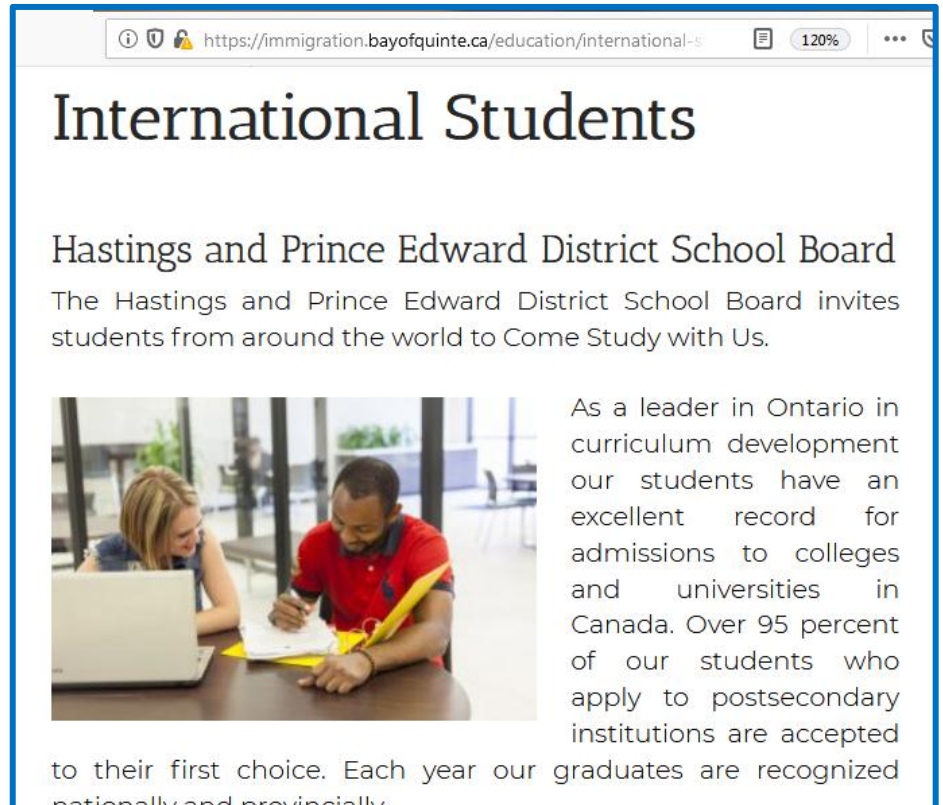 https://immigration.bayofquinte.ca/education/international-s
120%
International Students
Hastings and Prince Edward District School Board
The Hastings and Prince Edward District School Board invites
students from around the world to Come Study with Us.
As a leader in Ontario in
curriculum development
our students have an
excellent record for
admissions to colleges
and universities in
Canada. Over 95 percent
of our students who
apply to postsecondary
institutions are accepted
to their first choice. Each year our graduates are recognized
nationally and provincially